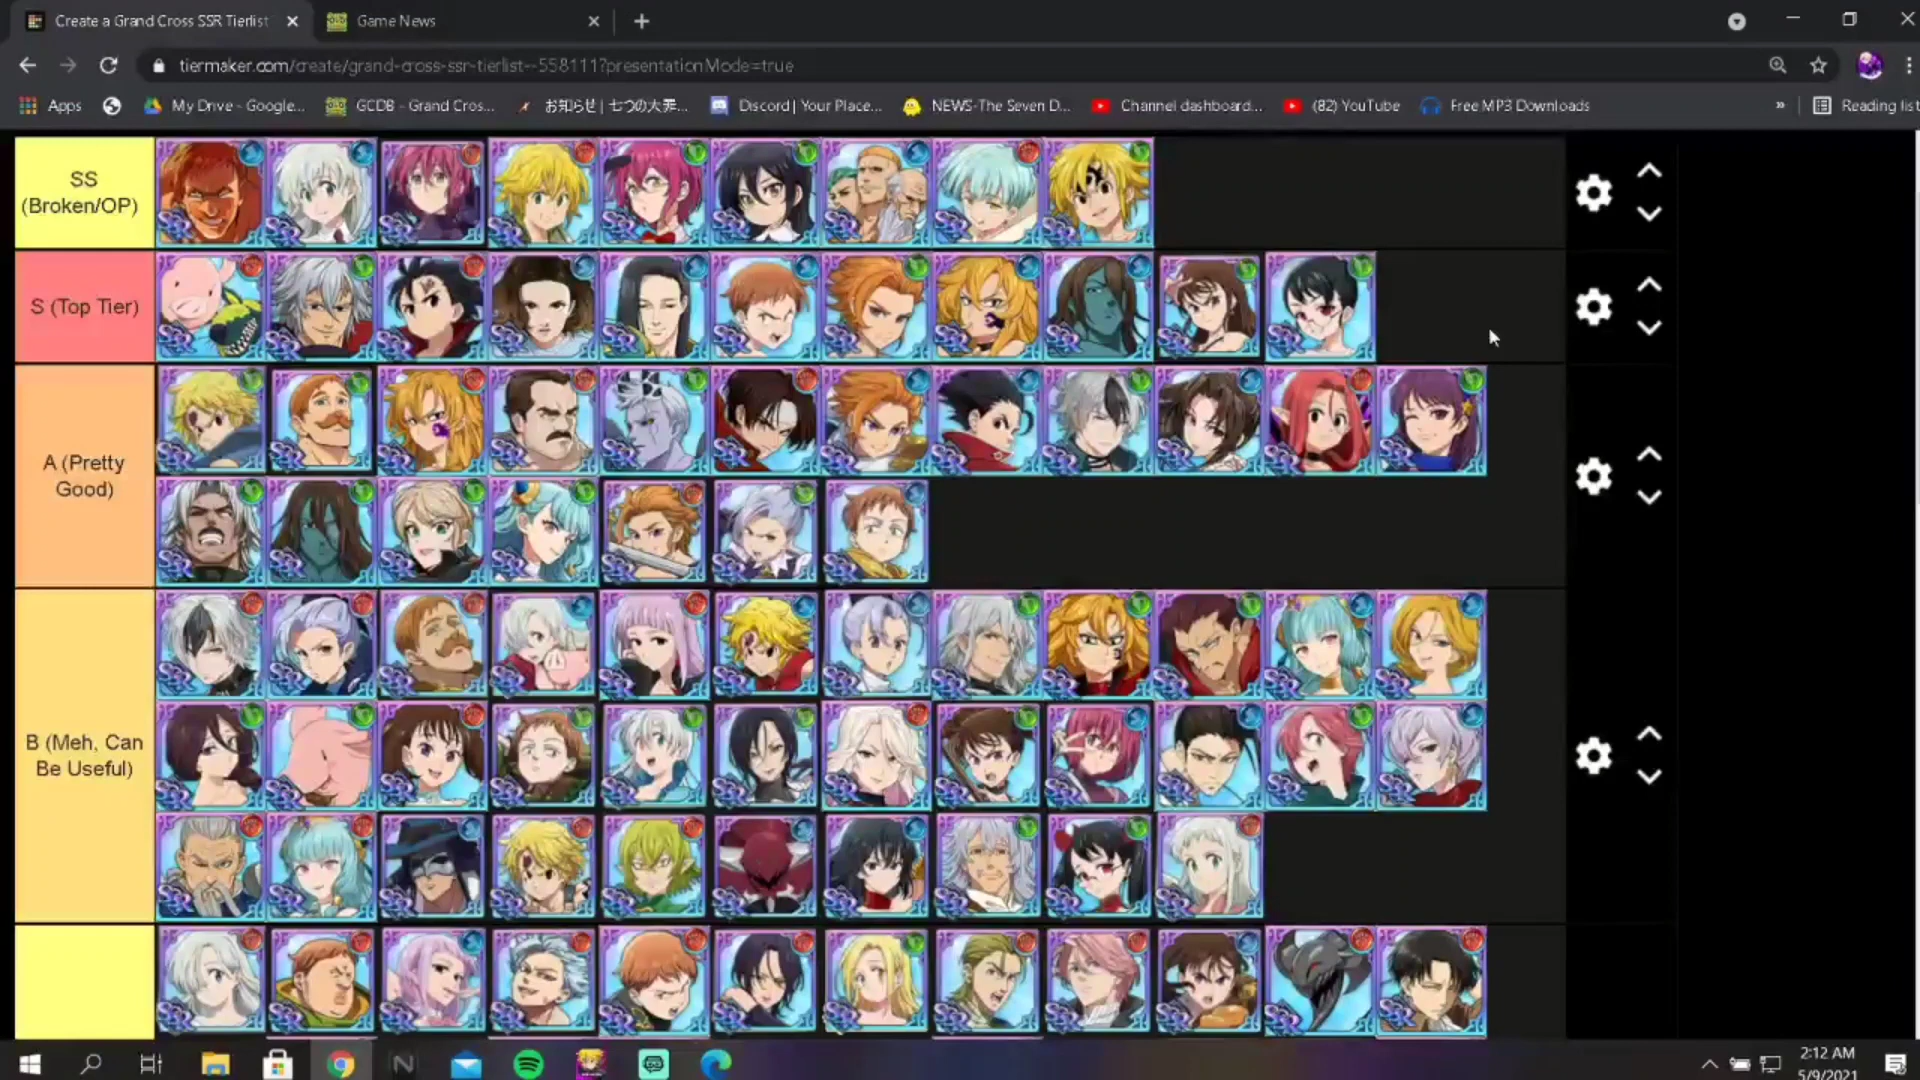 Create a Grand Cross SSR Tierlist
Game News
tiermaker.com/create/grand-cross-ssr-tierlist--558111?presentationMode=true
Apps
My Drive - Google...
GCDB - Grand Cros...
お知らせ | 七つの大罪...
Discord | Your Place...
NEWS-The Seven D...
Channel dashboard...
(82) YouTube
Free MP3 Downloads
»
Reading list
SS
(Broken/OP)
S (Top Tier)
A (Pretty
Good)
B (Meh, Can
Be Useful)
2:12 AM
5/9/2021